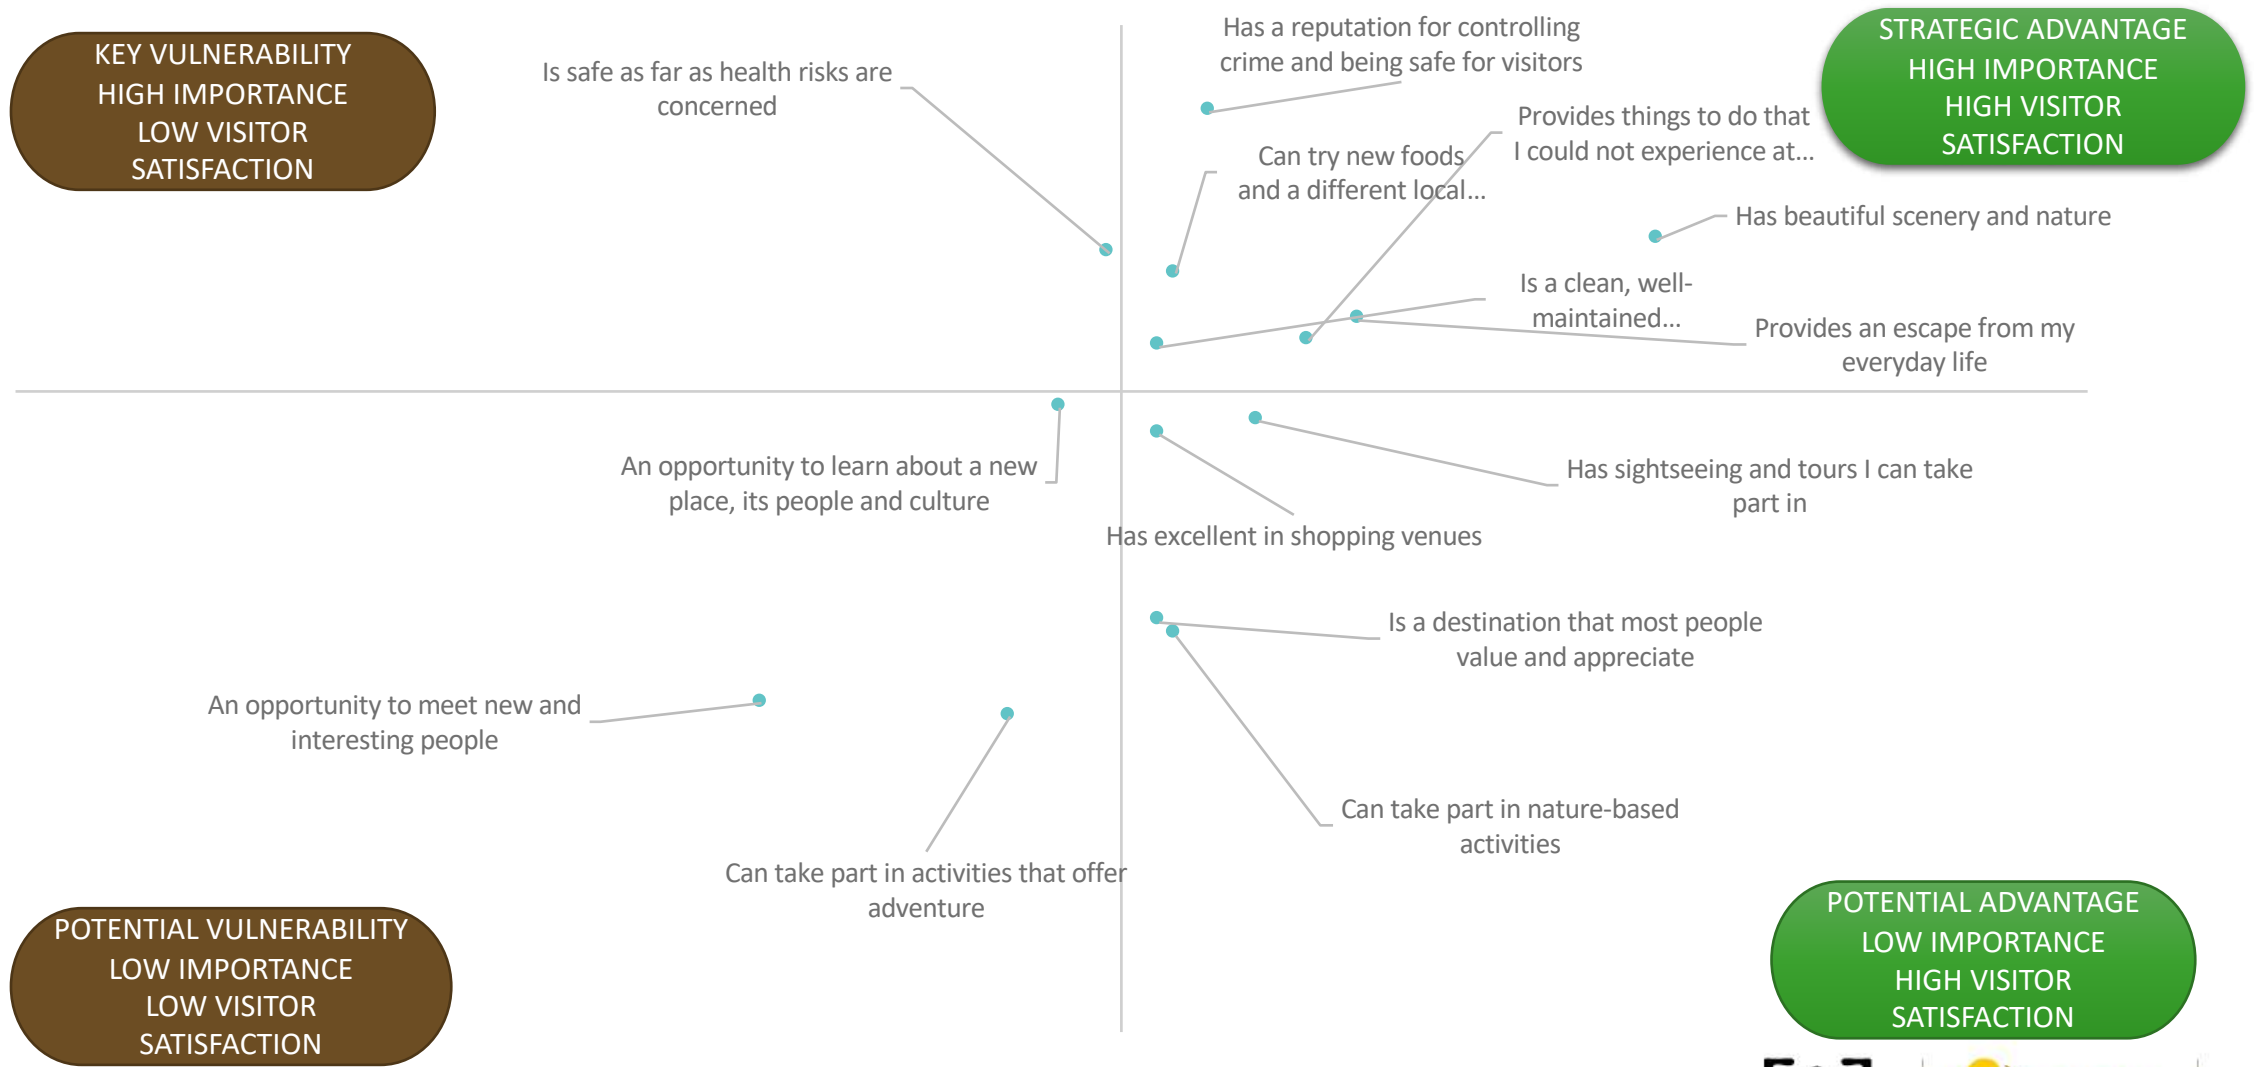 KEY VULNERABILITY
HIGH IMPORTANCE
LOW VISITOR
SATISFACTION
Is safe as far as health risks are
concerned
Has a reputation for controlling
crime and being safe for visitors
STRATEGIC ADVANTAGE
HIGH IMPORTANCE
HIGH VISITOR
SATISFACTION
Provides things to do that
I could not experience at...
Can try new foods
and a different local...
Has beautiful scenery and nature
Is a clean, well-
maintained...
Provides an escape from my
everyday life
An opportunity to learn about a new
place, its people and culture
Has sightseeing and tours I can take
part in
Has excellent in shopping venues
Is a destination that most people
value and appreciate
An opportunity to meet new and
interesting people
Can take part in nature-based
activities
Can take part in activities that offer
adventure
POTENTIAL VULNERABILITY
LOW IMPORTANCE
LOW VISITOR
SATISFACTION
POTENTIAL ADVANTAGE
LOW IMPORTANCE
HIGH VISITOR
SATISFACTION